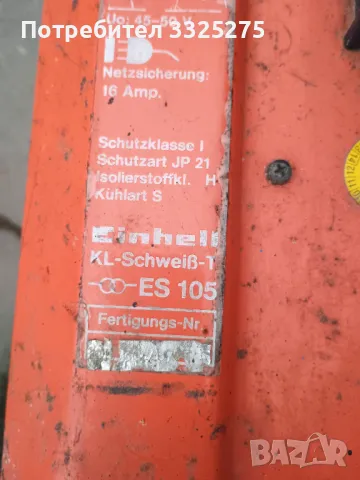 Потребител 3325275
Uo: 45-50 V
Netzsicherung:
16 Amp.
Schutzklasse I
Schutzart JP 21
Isolierstoffkl. H
Kühlart S
Einhell
KL-Schweiß-T
ES 105
Fertigungs-Nr.
BAZAR